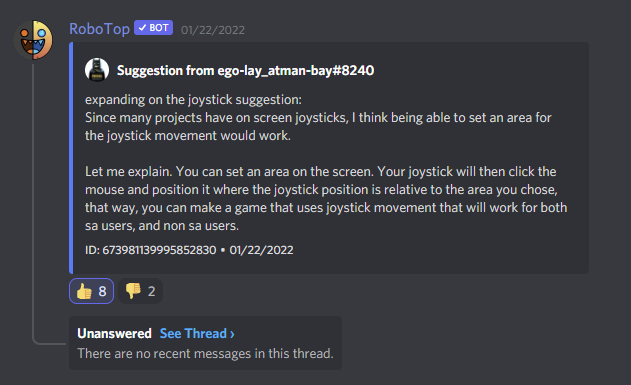 RoboTop ✓ BOT 01/22/2022
Suggestion from ego-lay_atman-bay#8240
expanding on the joystick suggestion:
Since many projects have on screen joysticks, I think being able to set an area for
the joystick movement would work.
Let me explain. You can set an area on the screen. Your joystick will then click the
mouse and position it where the joystick position is relative to the area you chose,
that way, you can make a game that uses joystick movement that will work for both
sa users, and non sa users.
ID: 673981139995852830 • 01/22/2022
👍 8 👎 2
Unanswered See Thread ›
There are no recent messages in this thread.